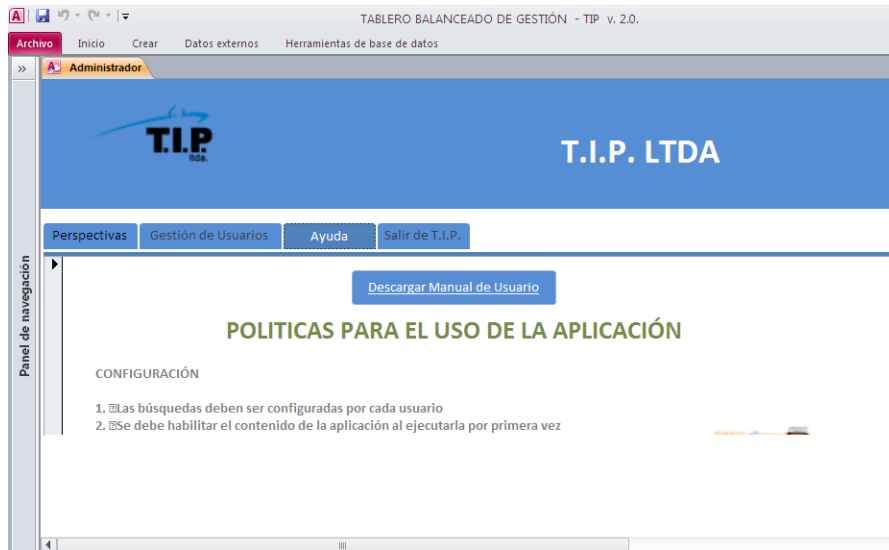 TABLERO BALANCEADO DE GESTIÓN - TIP v. 2.0.
Archivo Inicio Crear Datos externos Herramientas de base de datos
Administrador
T.I.P.
ltda.
T.I.P. LTDA
Perspectivas Gestión de Usuarios Ayuda Salir de T.I.P.
Panel de navegación
Descargar Manual de Usuario
POLITICAS PARA EL USO DE LA APLICACIÓN
CONFIGURACIÓN
1. Las búsquedas deben ser configuradas por cada usuario
2. Se debe habilitar el contenido de la aplicación al ejecutarla por primera vez